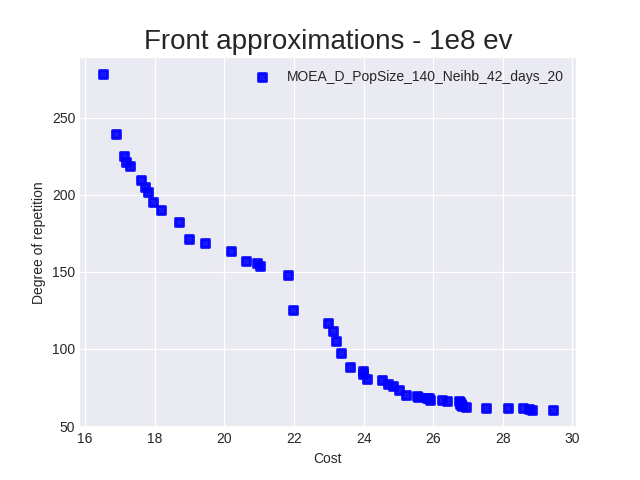 Front approximations - 1e8 ev
MOEA_D_PopSize_140_Neihb_42_days_20
Degree of repetition
250
200
150
100
50
16 18 20 22 24 26 28 30
Cost